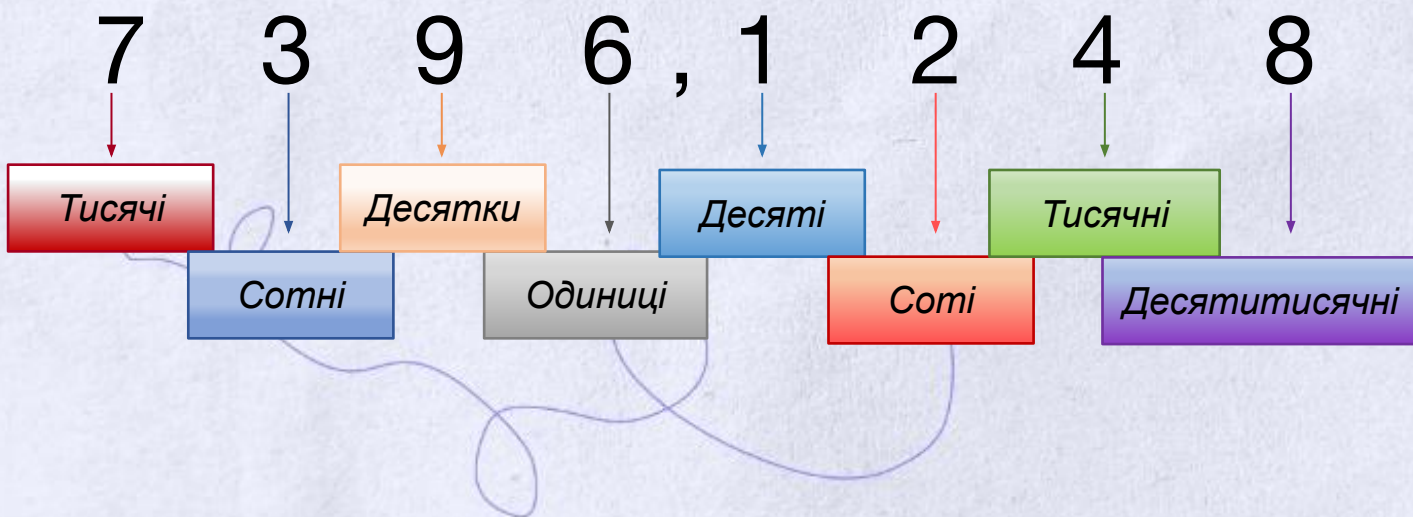 7 3 9 6 , 1 2 4 8
Тисячі
Сотні
Десятки
Одиниці
Десяті
Соті
Тисячні
Десятитисячні